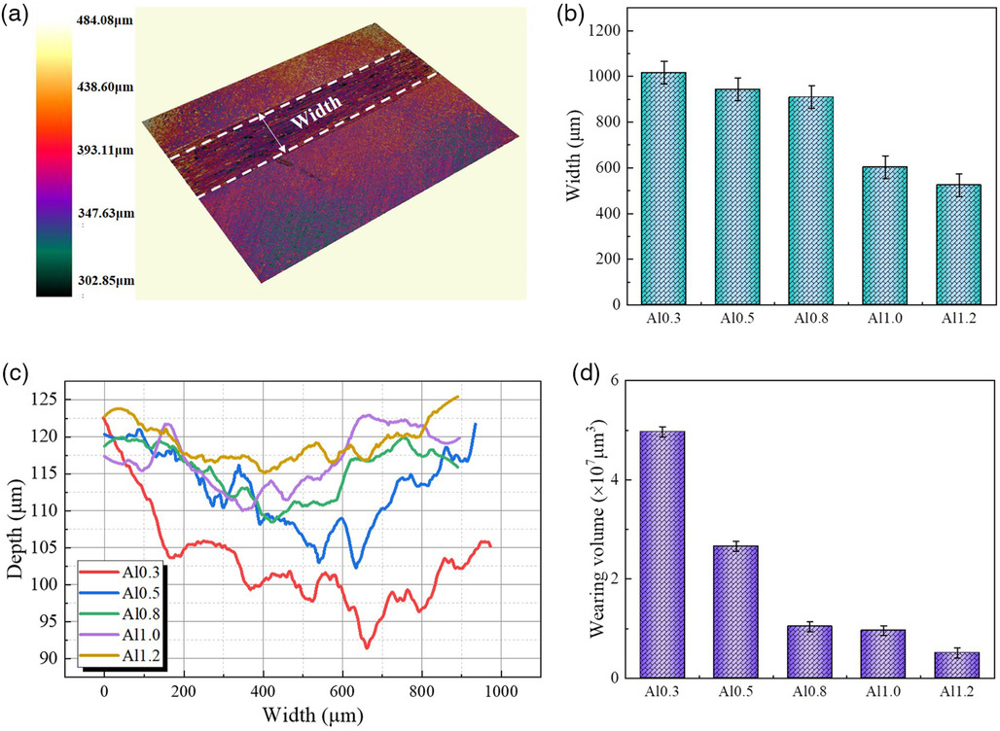 (a)
484.08μm
438.60μm
393.11μm
347.63μm
:
302.85μm
:
Width
(b)
1200
1000
800
600
400
200
0
Width (μm)
Al0.3 Al0.5 Al0.8 Al1.0 Al1.2
(c)
125
120
115
110
105
100
95
90
Depth (μm)
Al0.3
Al0.5
Al0.8
Al1.0
Al1.2
0 200 400 600 800 1000
Width (μm)
(d)
6
4
2
0
Wearing volume (×10⁷μm³)
Al0.3 Al0.5 Al0.8 Al1.0 Al1.2